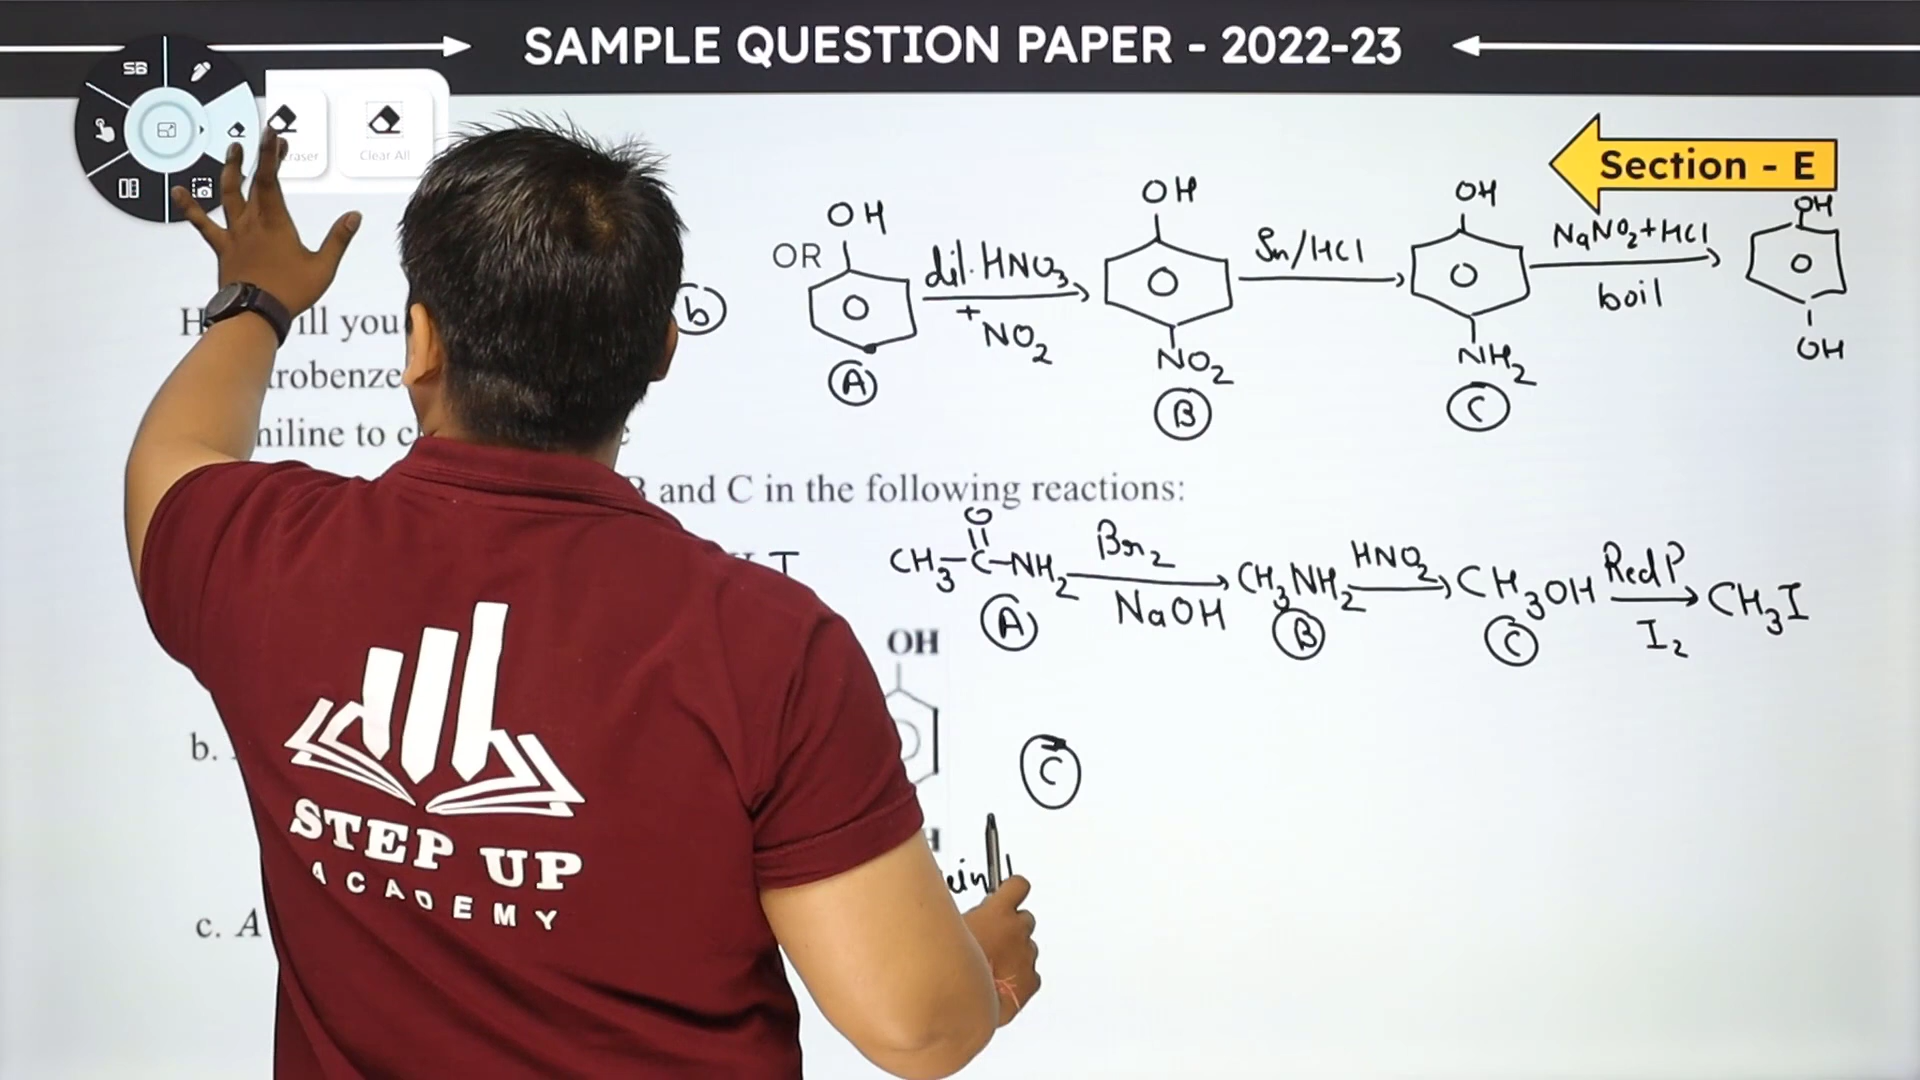 SAMPLE QUESTION PAPER - 2022-23
SB
Clear All
Section - E
OR
b
OH
A
dil. HNO3
+NO2
OH
NO2
B
Sn/HCl
OH
NH2
C
NaNO2+HCl
boil
OH
OH
ill you
niline to
and C in the following reactions:
CH3-C-NH2
O
A
Br2
NaOH
CH3NH2
B
HNO2
CH3OH
C
Red P
I2
CH3I
OH
b.
C
c. A
STEP UP
ACADEMY